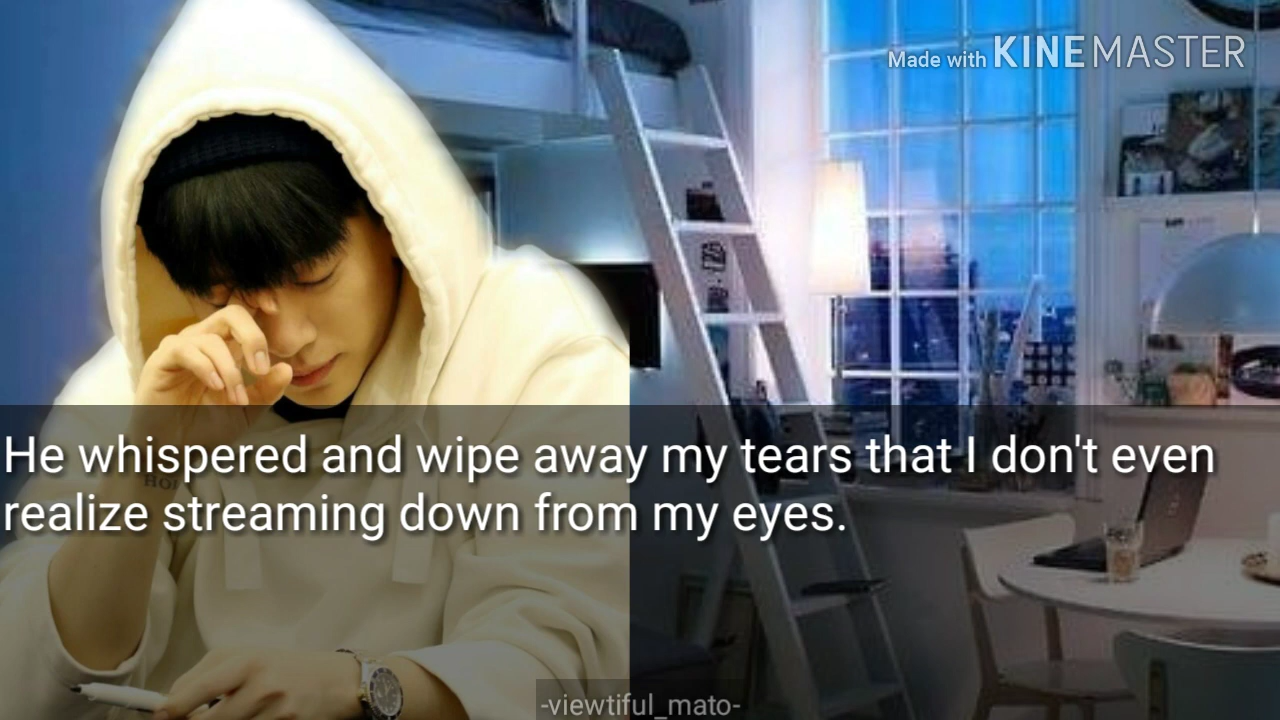 Made with KINEMASTER
He whispered and wipe away my tears that I don't even
realize streaming down from my eyes.
-viewtiful_mato-